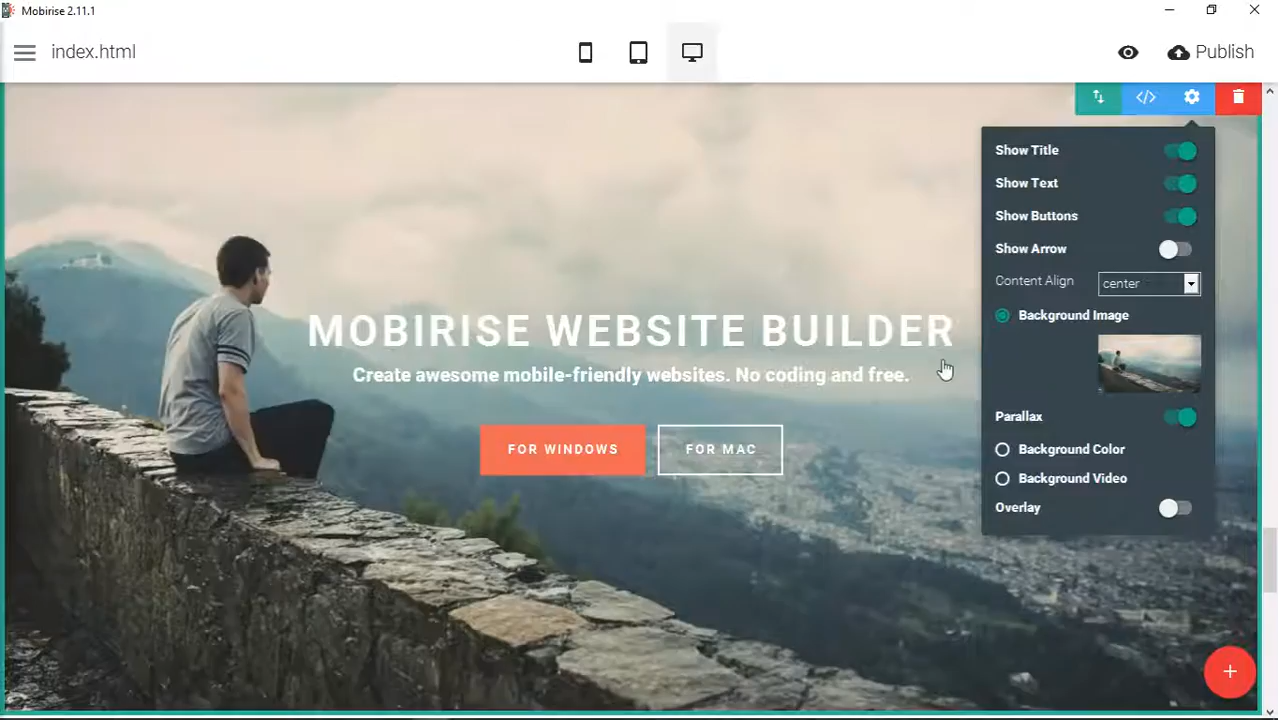 Mobirise 2.11.1
index.html
Publish
</>
Show Title
Show Text
Show Buttons
Show Arrow
Content Align center
Background Image
Parallax
Background Color
Background Video
Overlay
MOBIRISE WEBSITE BUILDER
Create awesome mobile-friendly websites. No coding and free.
FOR WINDOWS FOR MAC